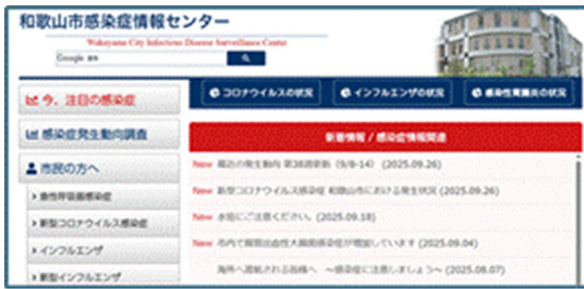 和歌山市感染症情報センター
Wakayama City Infectious Disease Surveillance Center
Google 検索
コロナウイルスの状況
インフルエンザの状況
感染性胃腸炎の状況
今、注目の感染症
感染症発生動向調査
市民の方へ
急性呼吸器感染症
新型コロナウイルス感染症
インフルエンザ
新型インフルエンザ
新着情報 / 感染症情報関連
New 最近の発生動向 第38週更新 (9/8-14) (2025.09.26)
New 新型コロナウイルス感染症 和歌山市における発生状況 (2025.09.26)
New 水痘にご注意ください。(2025.09.18)
New 市内で腸管出血性大腸菌感染症が増加しています (2025.09.04)
海外へ渡航される皆様へ ～感染症に注意しましょう～ (2025.08.07)